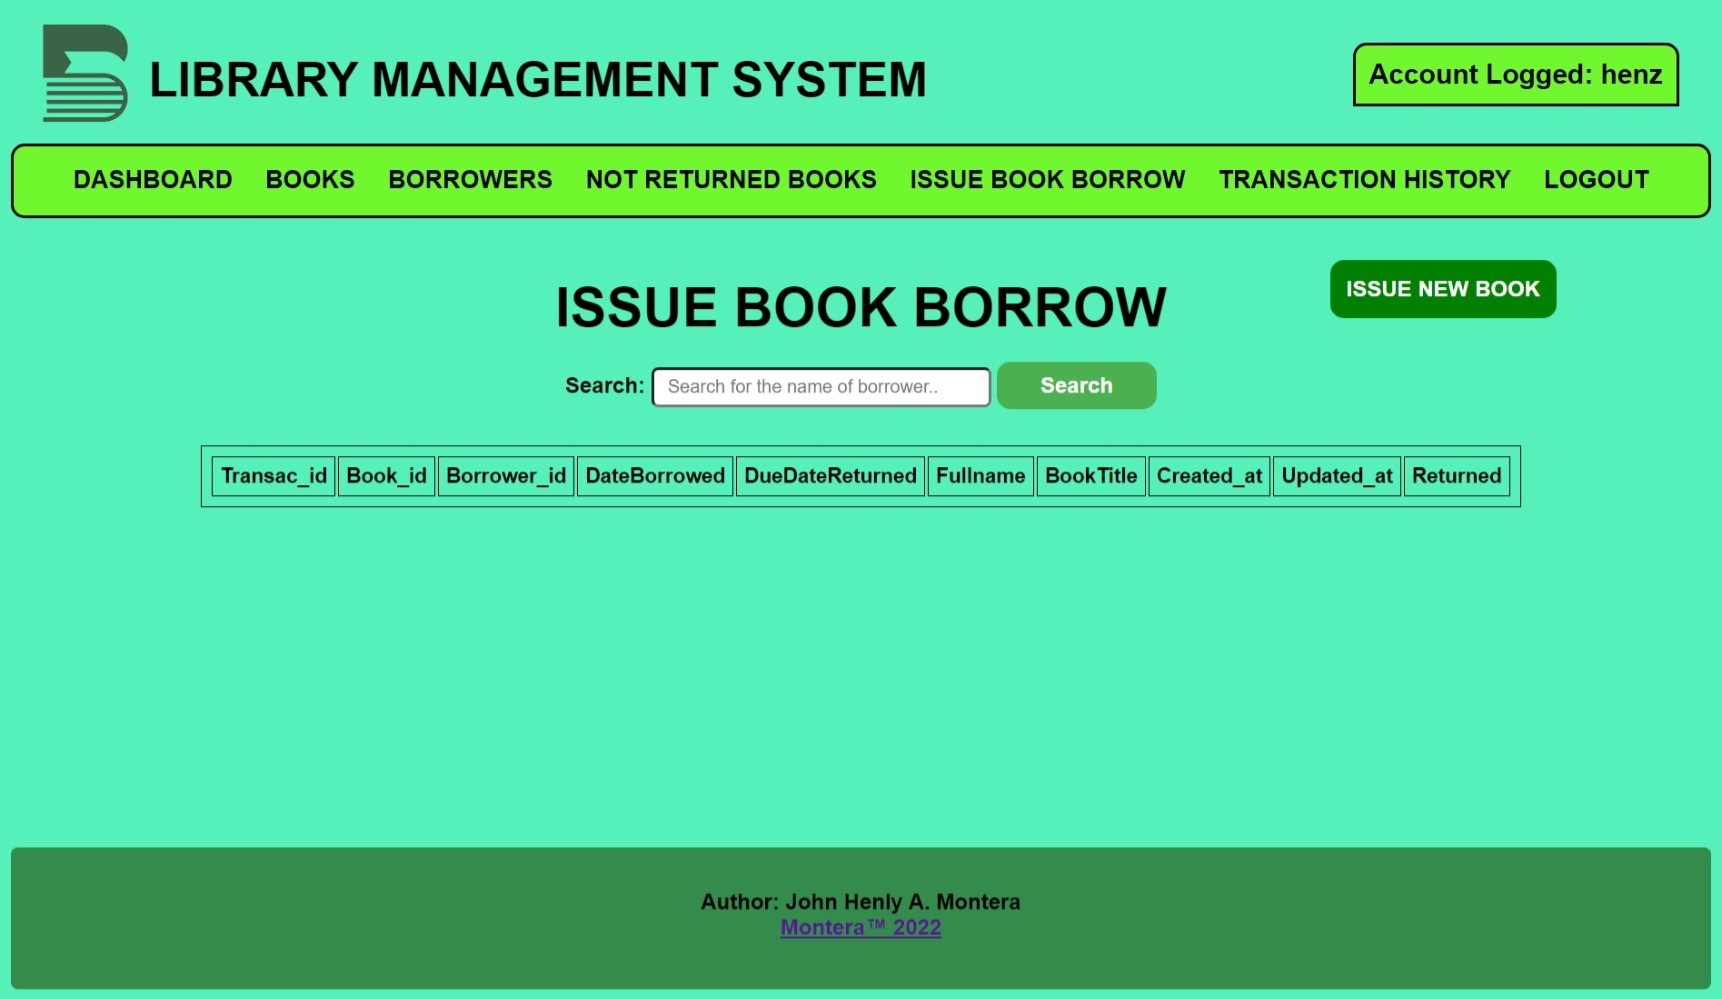 LIBRARY MANAGEMENT SYSTEM
Account Logged: henz
DASHBOARD BOOKS BORROWERS NOT RETURNED BOOKS ISSUE BOOK BORROW TRANSACTION HISTORY LOGOUT
ISSUE NEW BOOK
ISSUE BOOK BORROW
Search: Search for the name of borrower.. Search
Transac_id Book_id Borrower_id DateBorrowed DueDateReturned Fullname BookTitle Created_at Updated_at Returned
Author: John Henly A. Montera
Montera™ 2022